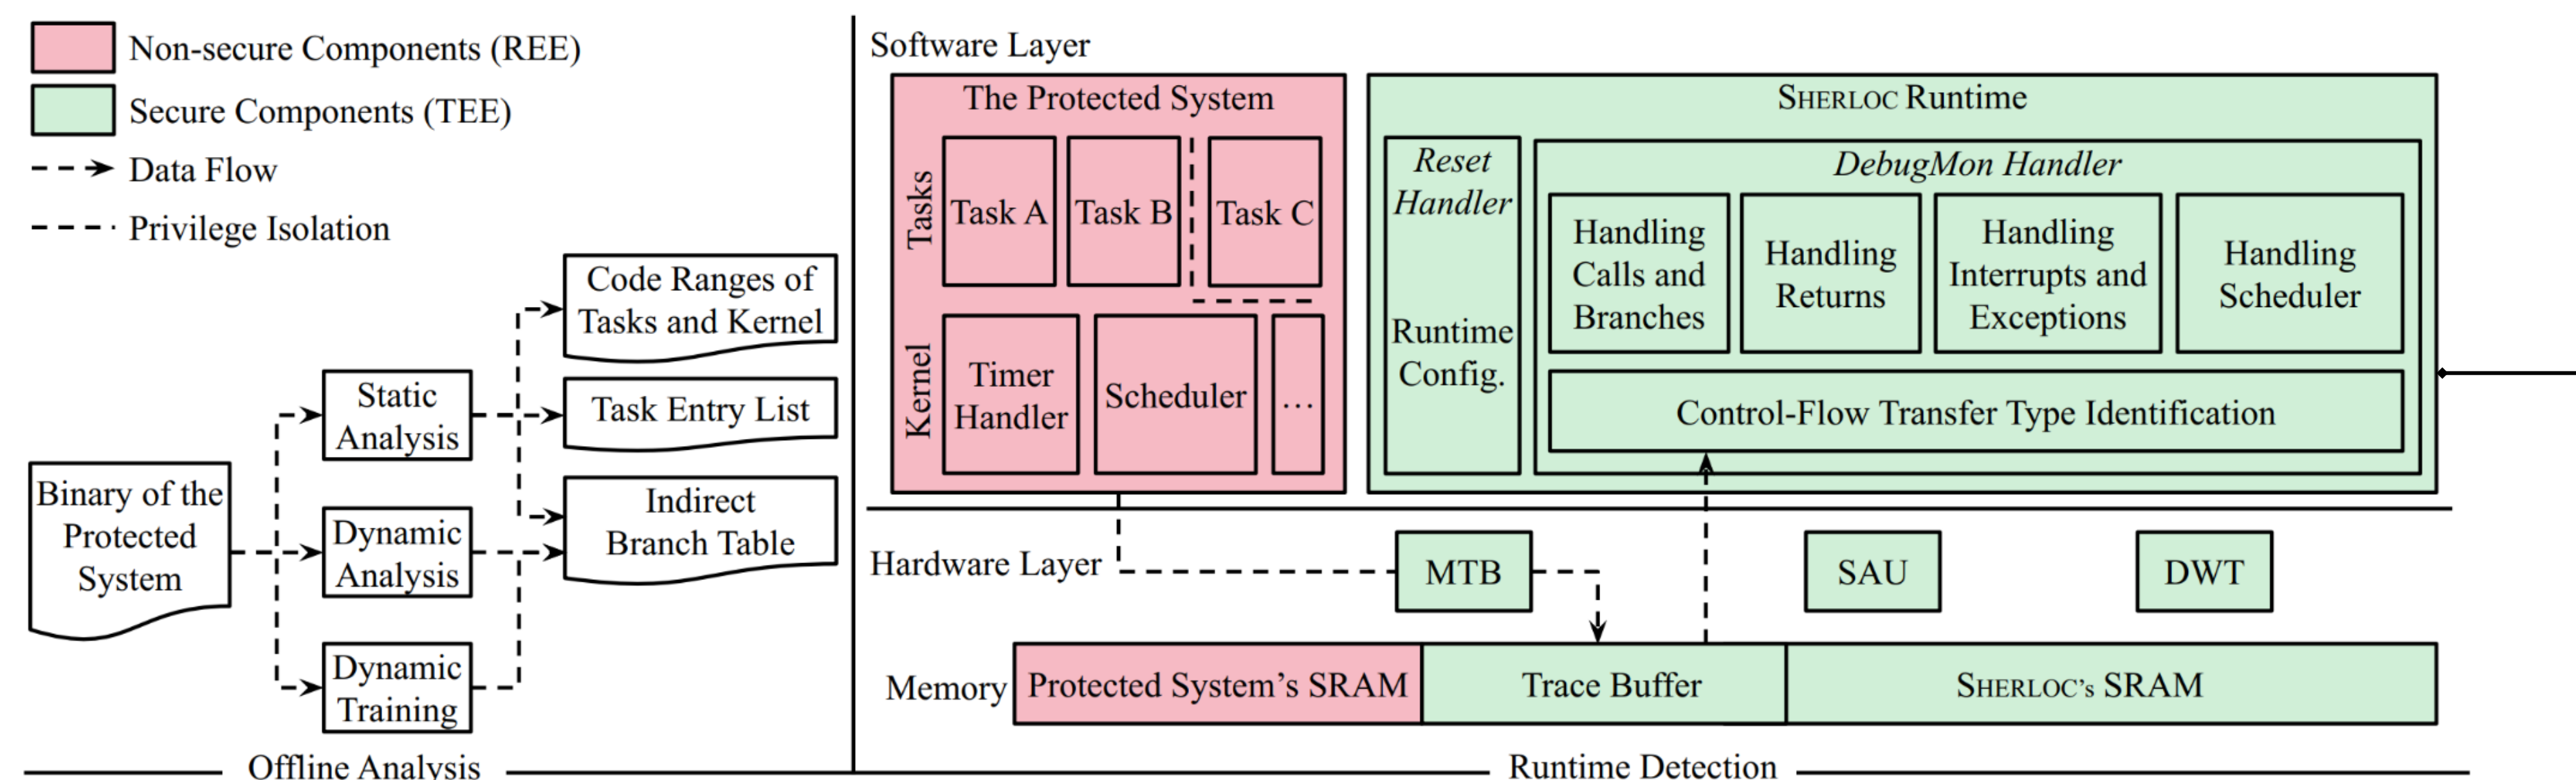 Non-secure Components (REE)
Secure Components (TEE)
Data Flow
Privilege Isolation
Binary of the
Protected
System
Static
Analysis
Dynamic
Analysis
Dynamic
Training
Code Ranges of
Tasks and Kernel
Task Entry List
Indirect
Branch Table
Offline Analysis
Software Layer
The Protected System
Tasks
Task A
Task B
Task C
Kernel
Timer
Handler
Scheduler
...
SHERLOC Runtime
Reset
Handler
Runtime
Config.
DebugMon Handler
Handling
Calls and
Branches
Handling
Returns
Handling
Interrupts and
Exceptions
Handling
Scheduler
Control-Flow Transfer Type Identification
Hardware Layer
MTB
SAU
DWT
Memory
Protected System's SRAM
Trace Buffer
SHERLOC's SRAM
Runtime Detection